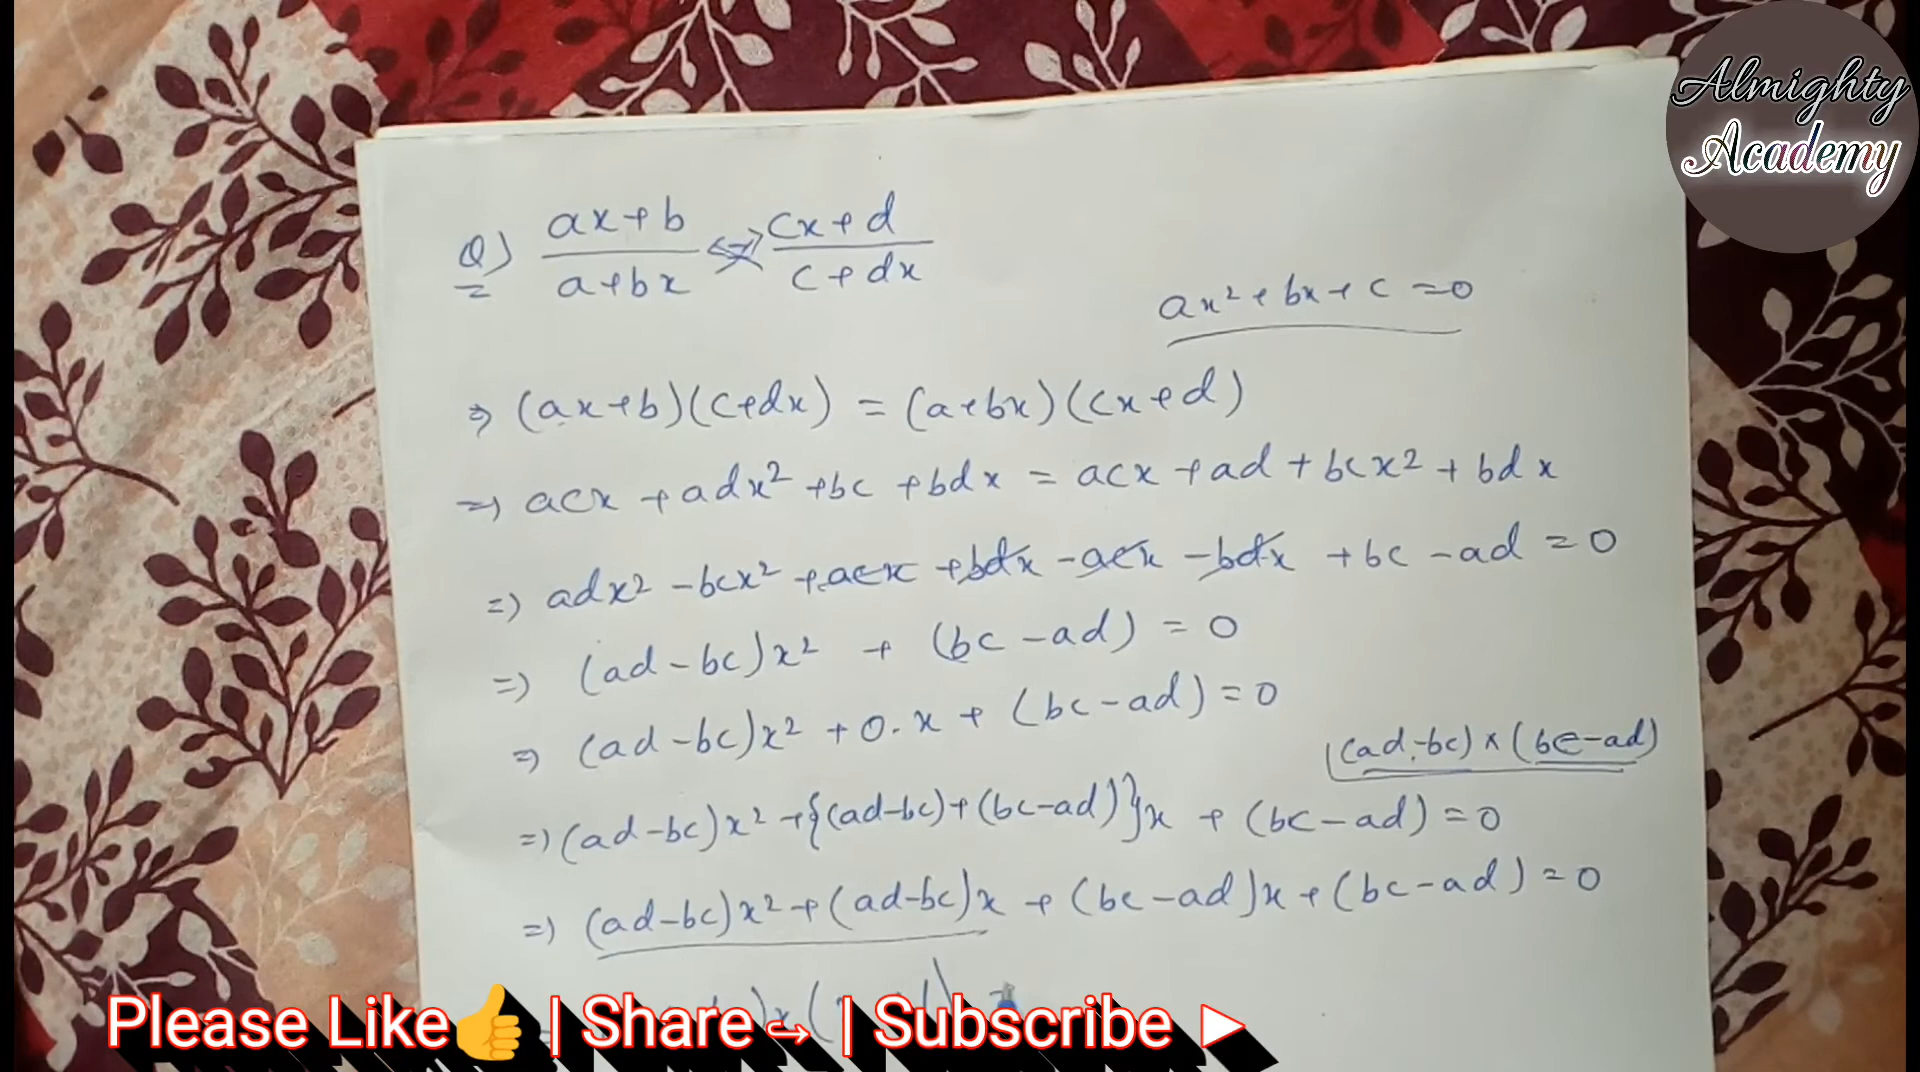 Almighty
Academy
Q) ax+b/a+bx = cx+d/c+dx
ax²+bx+c=0
⇒ (ax+b)(c+dx) = (a+bx)(cx+d)
⇒ acx + adx² + bc + bdx = acx + ad + bcx² + bdx
⇒ adx² - bcx² + acx + bdx - acx - bdx + bc - ad = 0
⇒ (ad-bc)x² + (bc-ad) = 0
⇒ (ad-bc)x² + 0.x + (bc-ad) = 0
(ad-bc) × (bc-ad)
⇒ (ad-bc)x² + {(ad-bc)+(bc-ad)}x + (bc-ad) = 0
⇒ (ad-bc)x² + (ad-bc)x + (bc-ad)x + (bc-ad) = 0
Please Like👍 | Share↪ | Subscribe ►